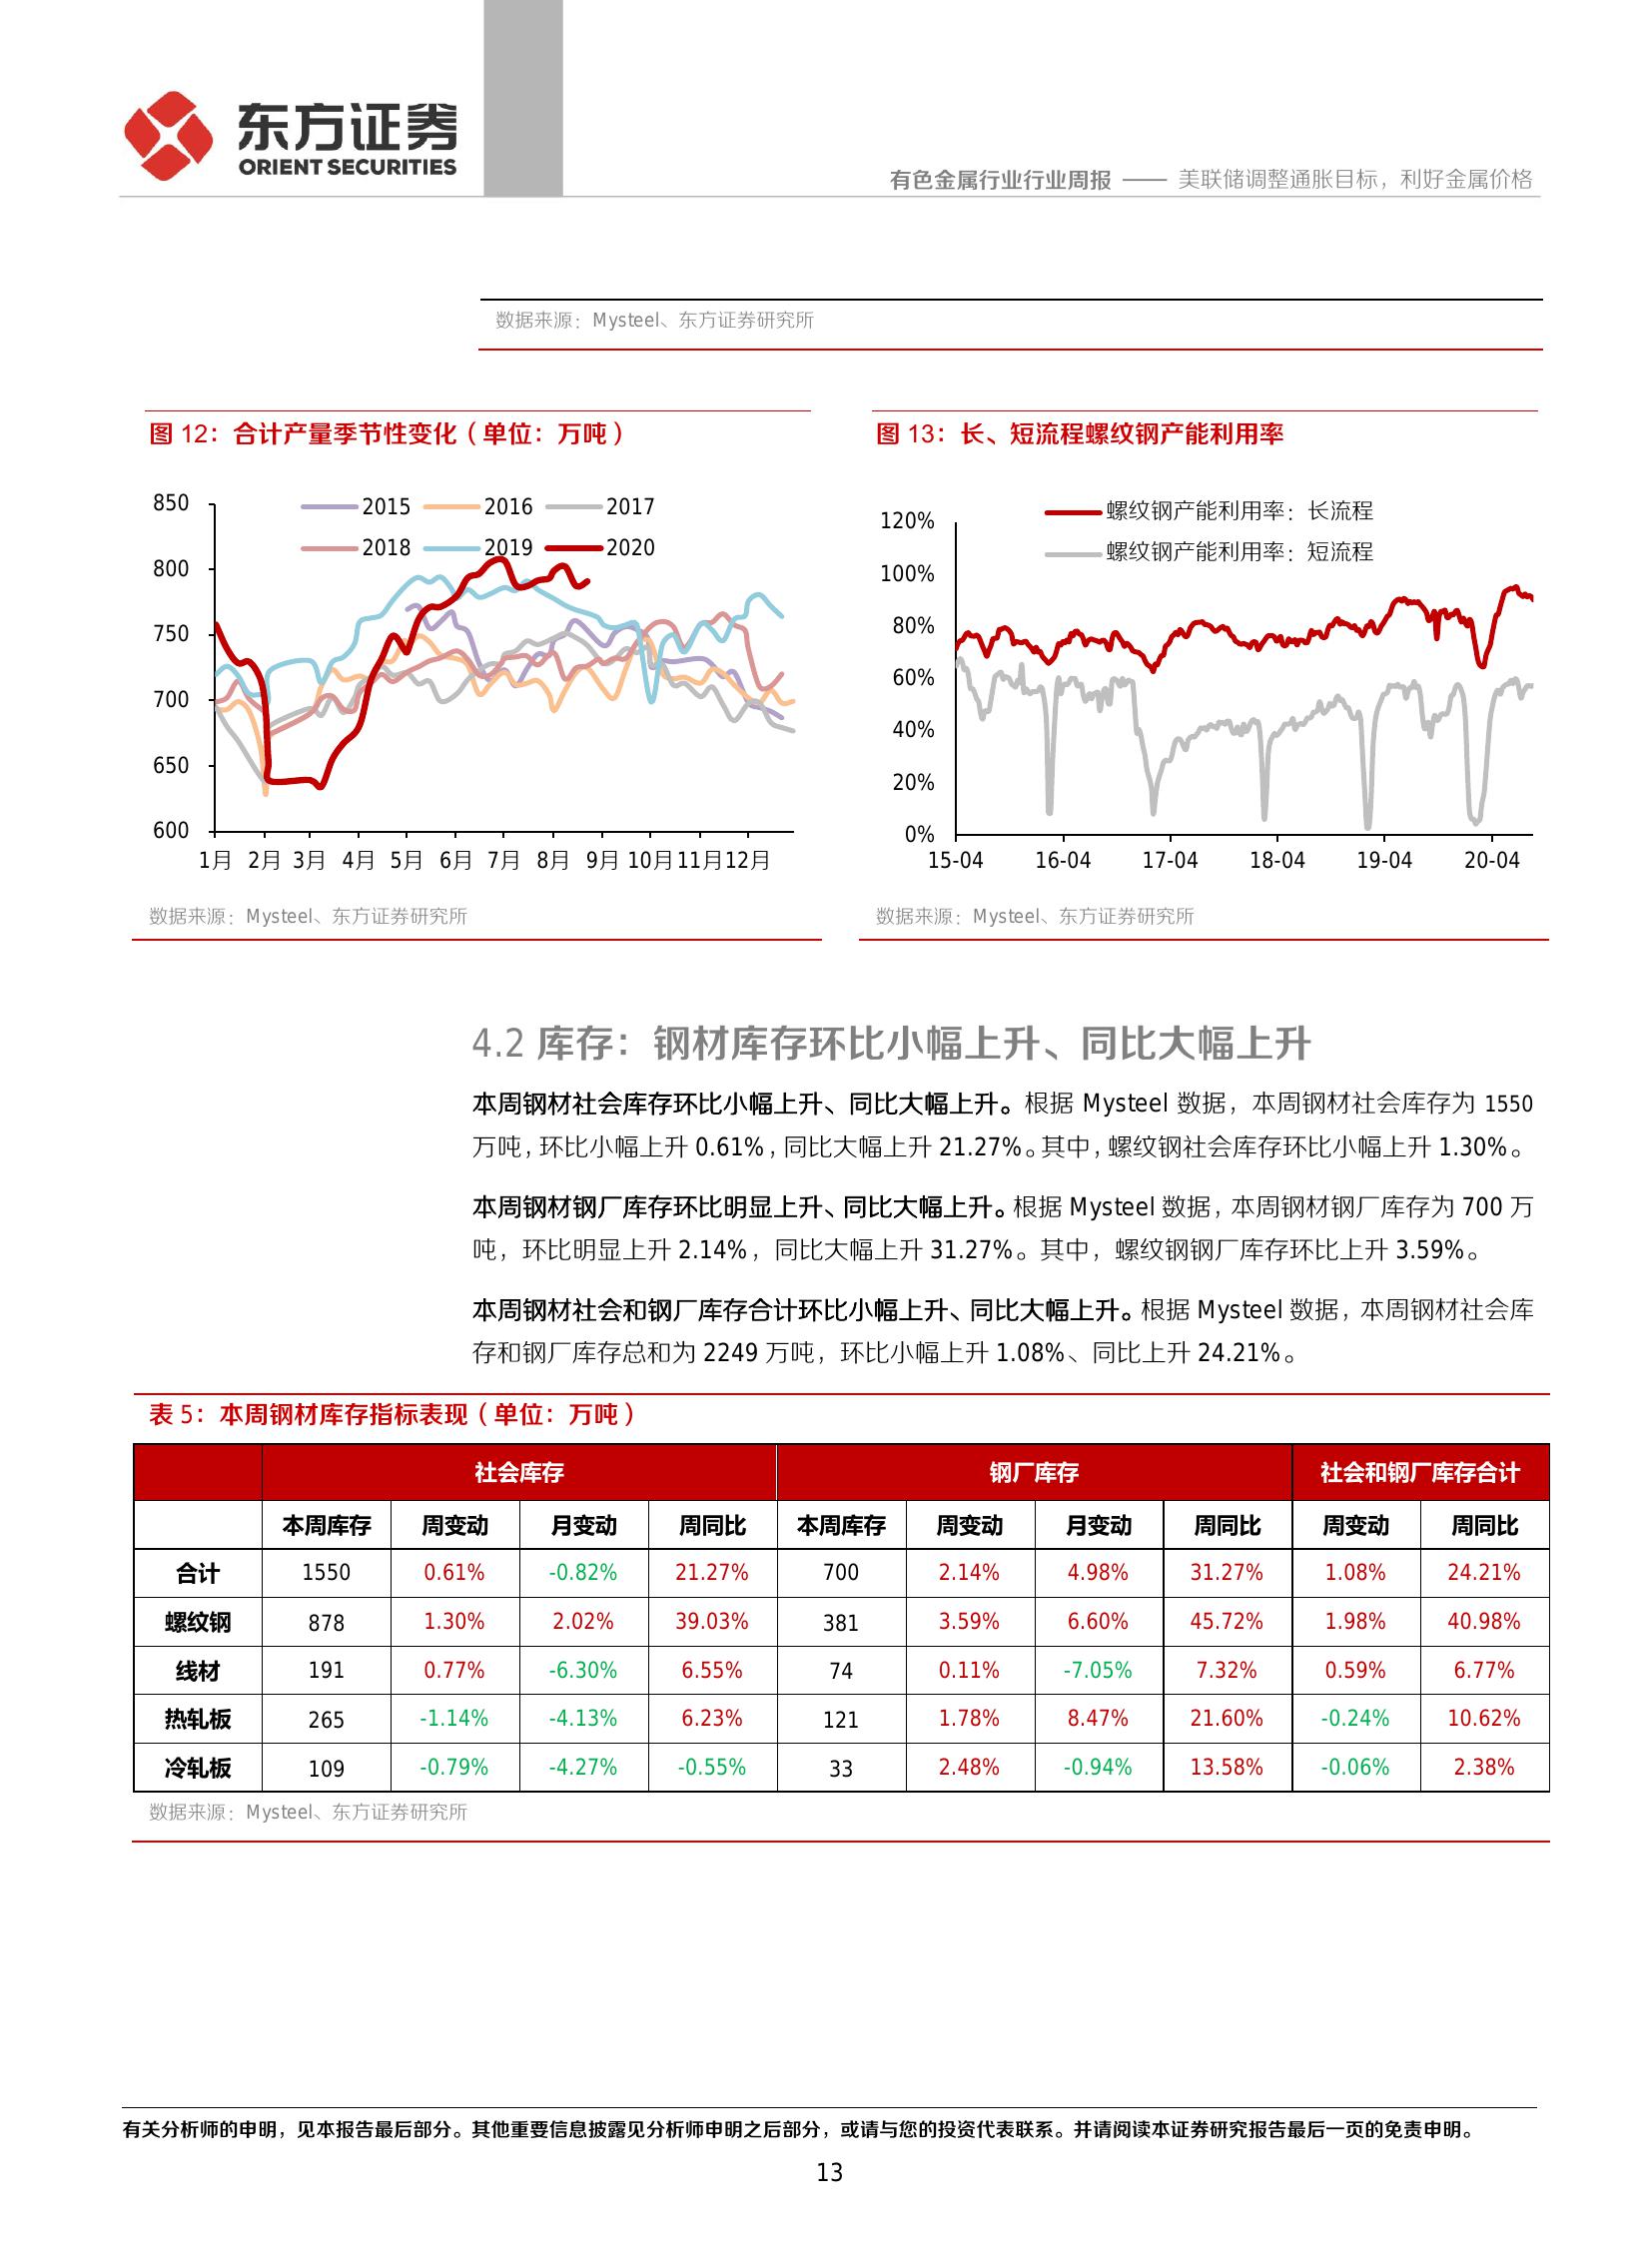 东方证券
ORIENT SECURITIES
有色金属行业行业周报 —— 美联储调整通胀目标，利好金属价格
数据来源：Mysteel、东方证券研究所
图 12：合计产量季节性变化（单位：万吨）
850
800
750
700
650
600
2015 2016 2017
2018 2019 2020
1月 2月 3月 4月 5月 6月 7月 8月 9月 10月 11月 12月
数据来源：Mysteel、东方证券研究所
图 13：长、短流程螺纹钢产能利用率
120%
100%
80%
60%
40%
20%
0%
螺纹钢产能利用率：长流程
螺纹钢产能利用率：短流程
15-04 16-04 17-04 18-04 19-04 20-04
数据来源：Mysteel、东方证券研究所
4.2 库存：钢材库存环比小幅上升、同比大幅上升
本周钢材社会库存环比小幅上升、同比大幅上升。根据 Mysteel 数据，本周钢材社会库存为 1550
万吨，环比小幅上升 0.61%，同比大幅上升 21.27%。其中，螺纹钢社会库存环比小幅上升 1.30%。
本周钢材钢厂库存环比明显上升、同比大幅上升。根据 Mysteel 数据，本周钢材钢厂库存为 700 万
吨，环比明显上升 2.14%，同比大幅上升 31.27%。其中，螺纹钢钢厂库存环比上升 3.59%。
本周钢材社会和钢厂库存合计环比小幅上升、同比大幅上升。根据 Mysteel 数据，本周钢材社会库
存和钢厂库存总和为 2249 万吨，环比小幅上升 1.08%、同比上升 24.21%。
表 5：本周钢材库存指标表现（单位：万吨）
社会库存 钢厂库存 社会和钢厂库存合计
本周库存 周变动 月变动 周同比 本周库存 周变动 月变动 周同比 周变动 周同比
合计 1550 0.61% -0.82% 21.27% 700 2.14% 4.98% 31.27% 1.08% 24.21%
螺纹钢 878 1.30% 2.02% 39.03% 381 3.59% 6.60% 45.72% 1.98% 40.98%
线材 191 0.77% -6.30% 6.55% 74 0.11% -7.05% 7.32% 0.59% 6.77%
热轧板 265 -1.14% -4.13% 6.23% 121 1.78% 8.47% 21.60% -0.24% 10.62%
冷轧板 109 -0.79% -4.27% -0.55% 33 2.48% -0.94% 13.58% -0.06% 2.38%
数据来源：Mysteel、东方证券研究所
有关分析师的申明，见本报告最后部分。其他重要信息披露见分析师申明之后部分，或请与您的投资代表联系。并请阅读本证券研究报告最后一页的免责申明。
13